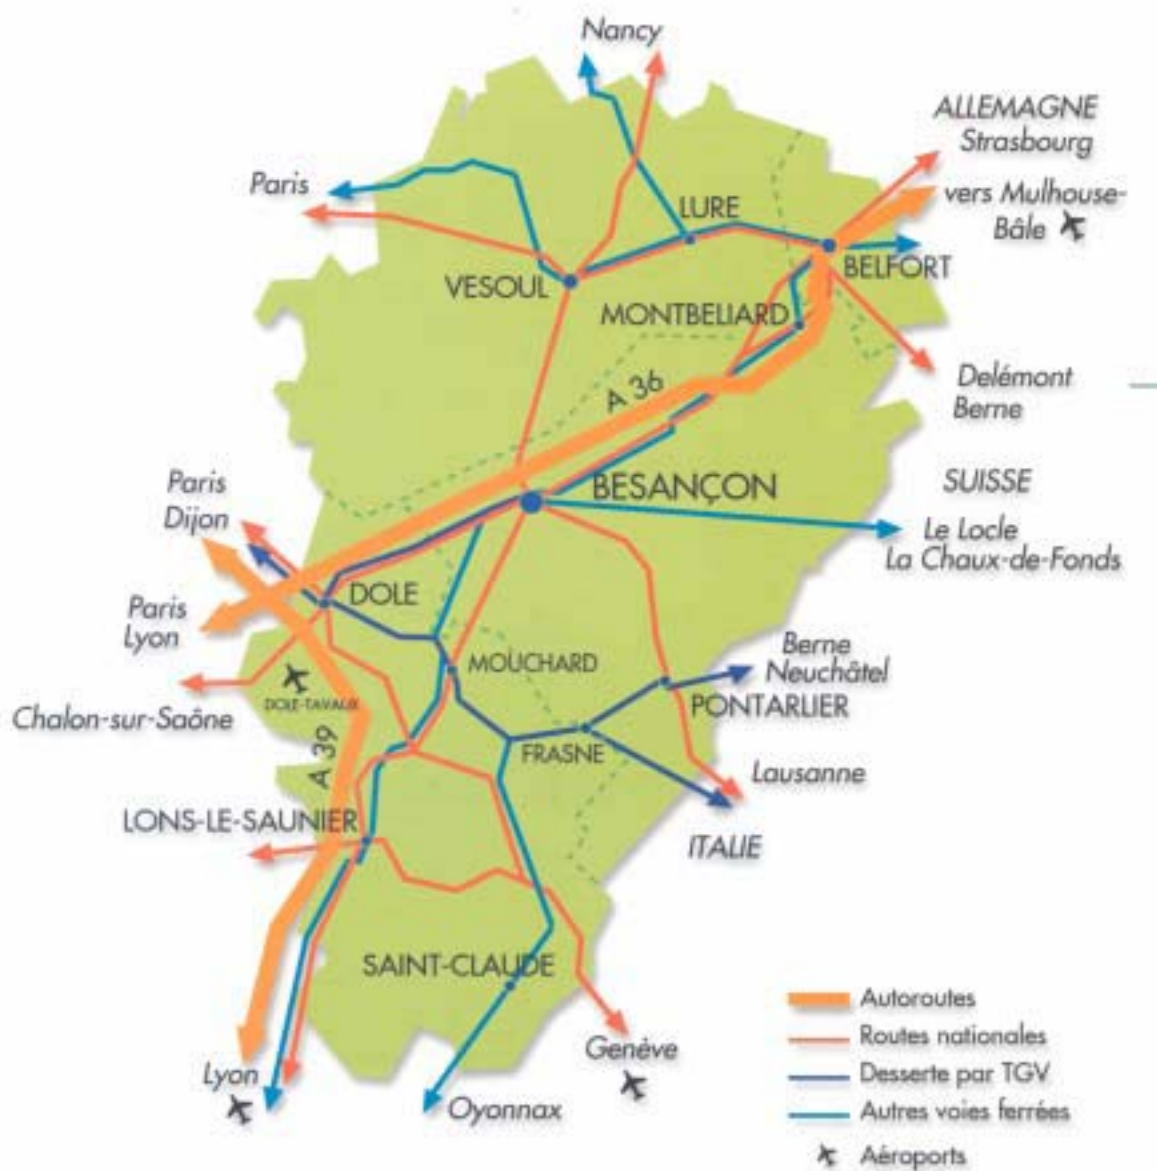 Nancy
ALLEMAGNE
Strasbourg
Paris
vers Mulhouse-
Bâle
LURE
BELFORT
VESOUL
MONTBELIARD
A 36
Delémont
Berne
Paris
Dijon
BESANÇON
SUISSE
Le Locle
La Chaux-de-Fonds
DOLE
Paris
Lyon
MOUCHARD
Berne
Neuchâtel
DOLE-TAVAUX
PONTARLIER
Chalon-sur-Saône
A 39
FRASNE
Lausanne
LONS-LE-SAUNIER
ITALIE
SAINT-CLAUDE
Autoroutes
Routes nationales
Genève
Desserte par TGV
Lyon
Oyonnax
Autres voies ferrées
Aéroports